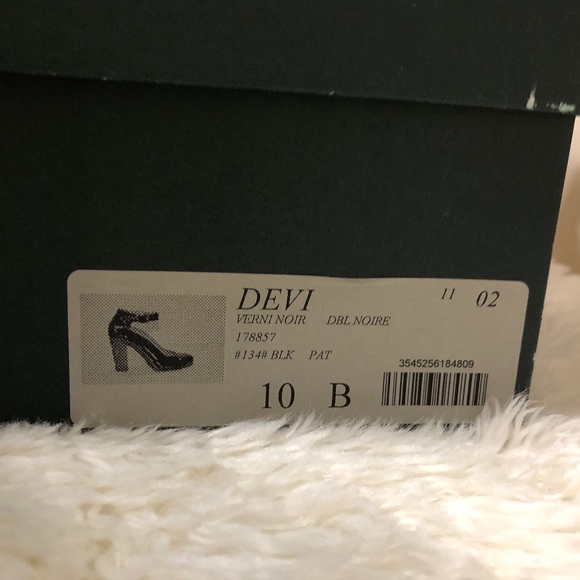 DEVI 11 02
VERNI NOIR DBL NOIRE
178857
#134# BLK PAT
3545256184809
10 B